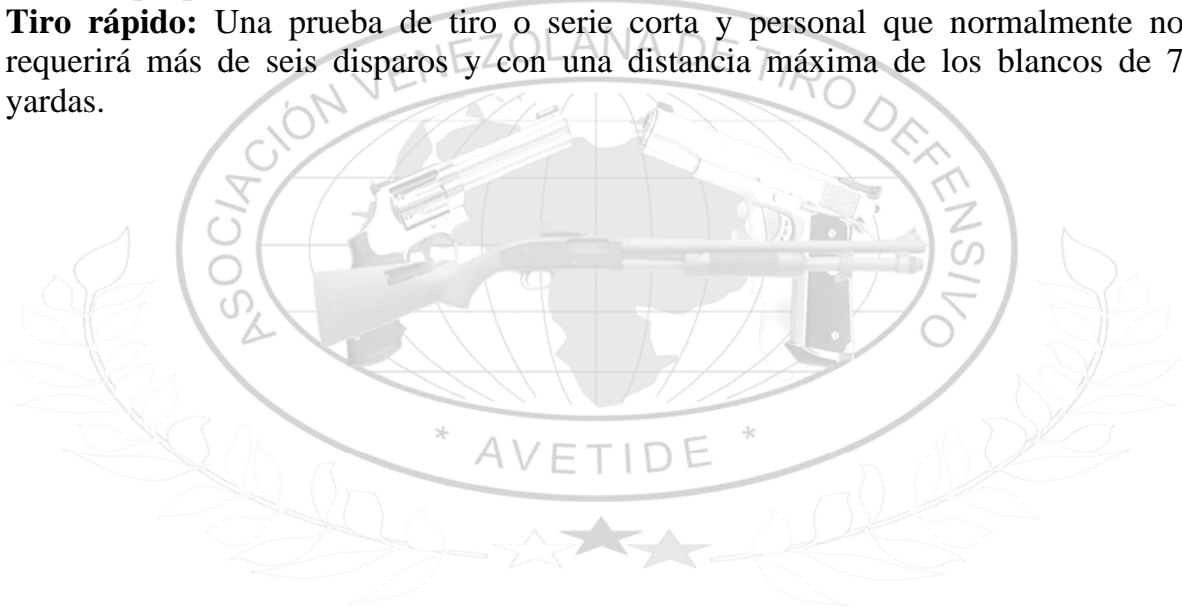 Tiro rápido: Una prueba de tiro o serie corta y personal que normalmente no
requerirá más de seis disparos y con una distancia máxima de los blancos de 7
yardas.
ASOCIACIÓN VENEZOLANA DE TIRO DEFENSIVO
* AVETIDE *